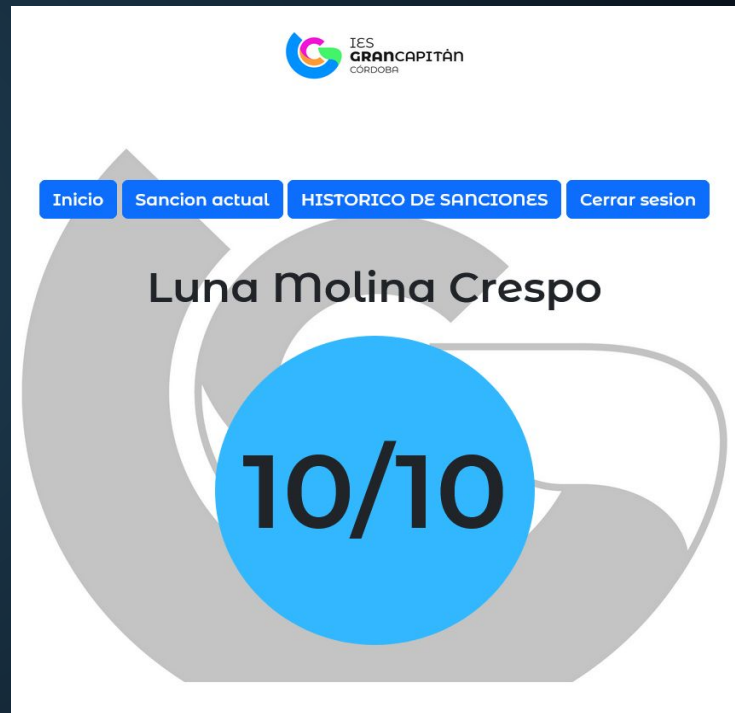 IES
GRANCAPITÁN
CÓRDOBA
Inicio
Sancion actual
HISTORICO DE SANCIONES
Cerrar sesion
Luna Molina Crespo
10/10